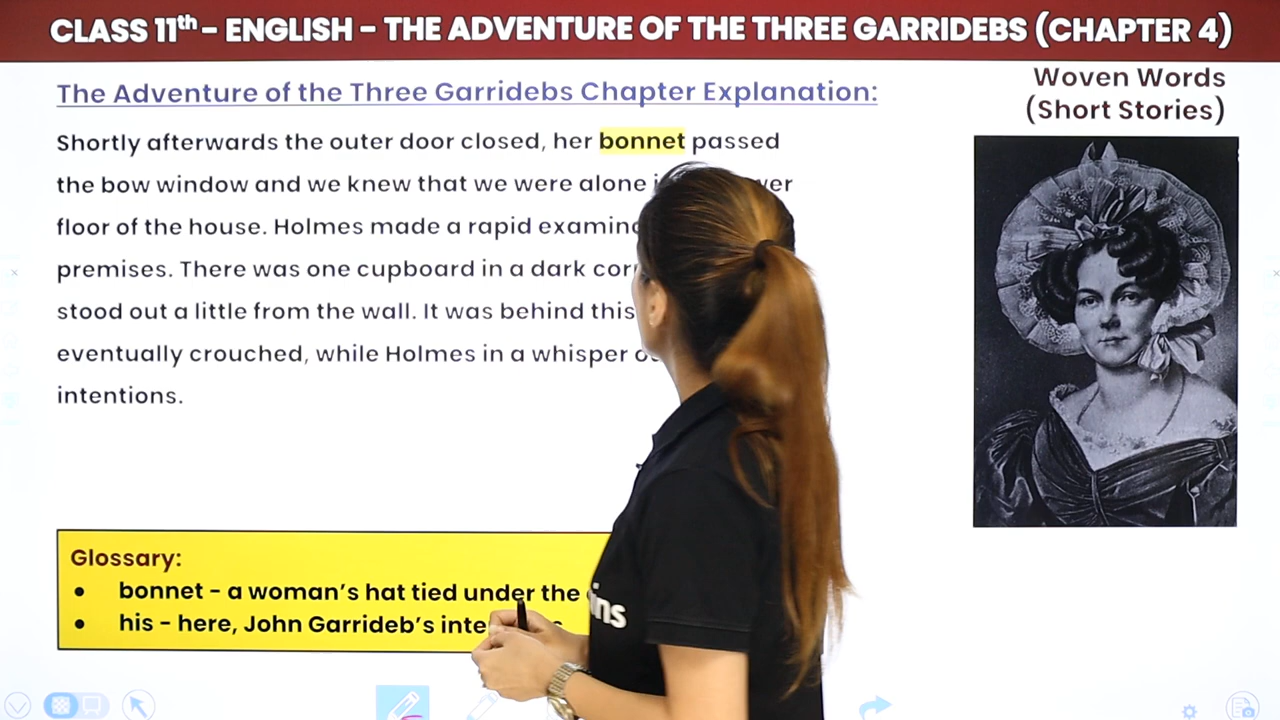 CLASS 11th - ENGLISH - THE ADVENTURE OF THE THREE GARRIDEBS (CHAPTER 4)
The Adventure of the Three Garridebs Chapter Explanation:
Woven Words
(Short Stories)
Shortly afterwards the outer door closed, her bonnet passed
the bow window and we knew that we were alone
floor of the house. Holmes made a rapid
premises. There was one cupboard in a dark
stood out a little from the wall. It was behind this
eventually crouched, while Holmes in a whisper
intentions.
Glossary:
• bonnet - a woman's hat tied under the
• his - here, John Garrideb's